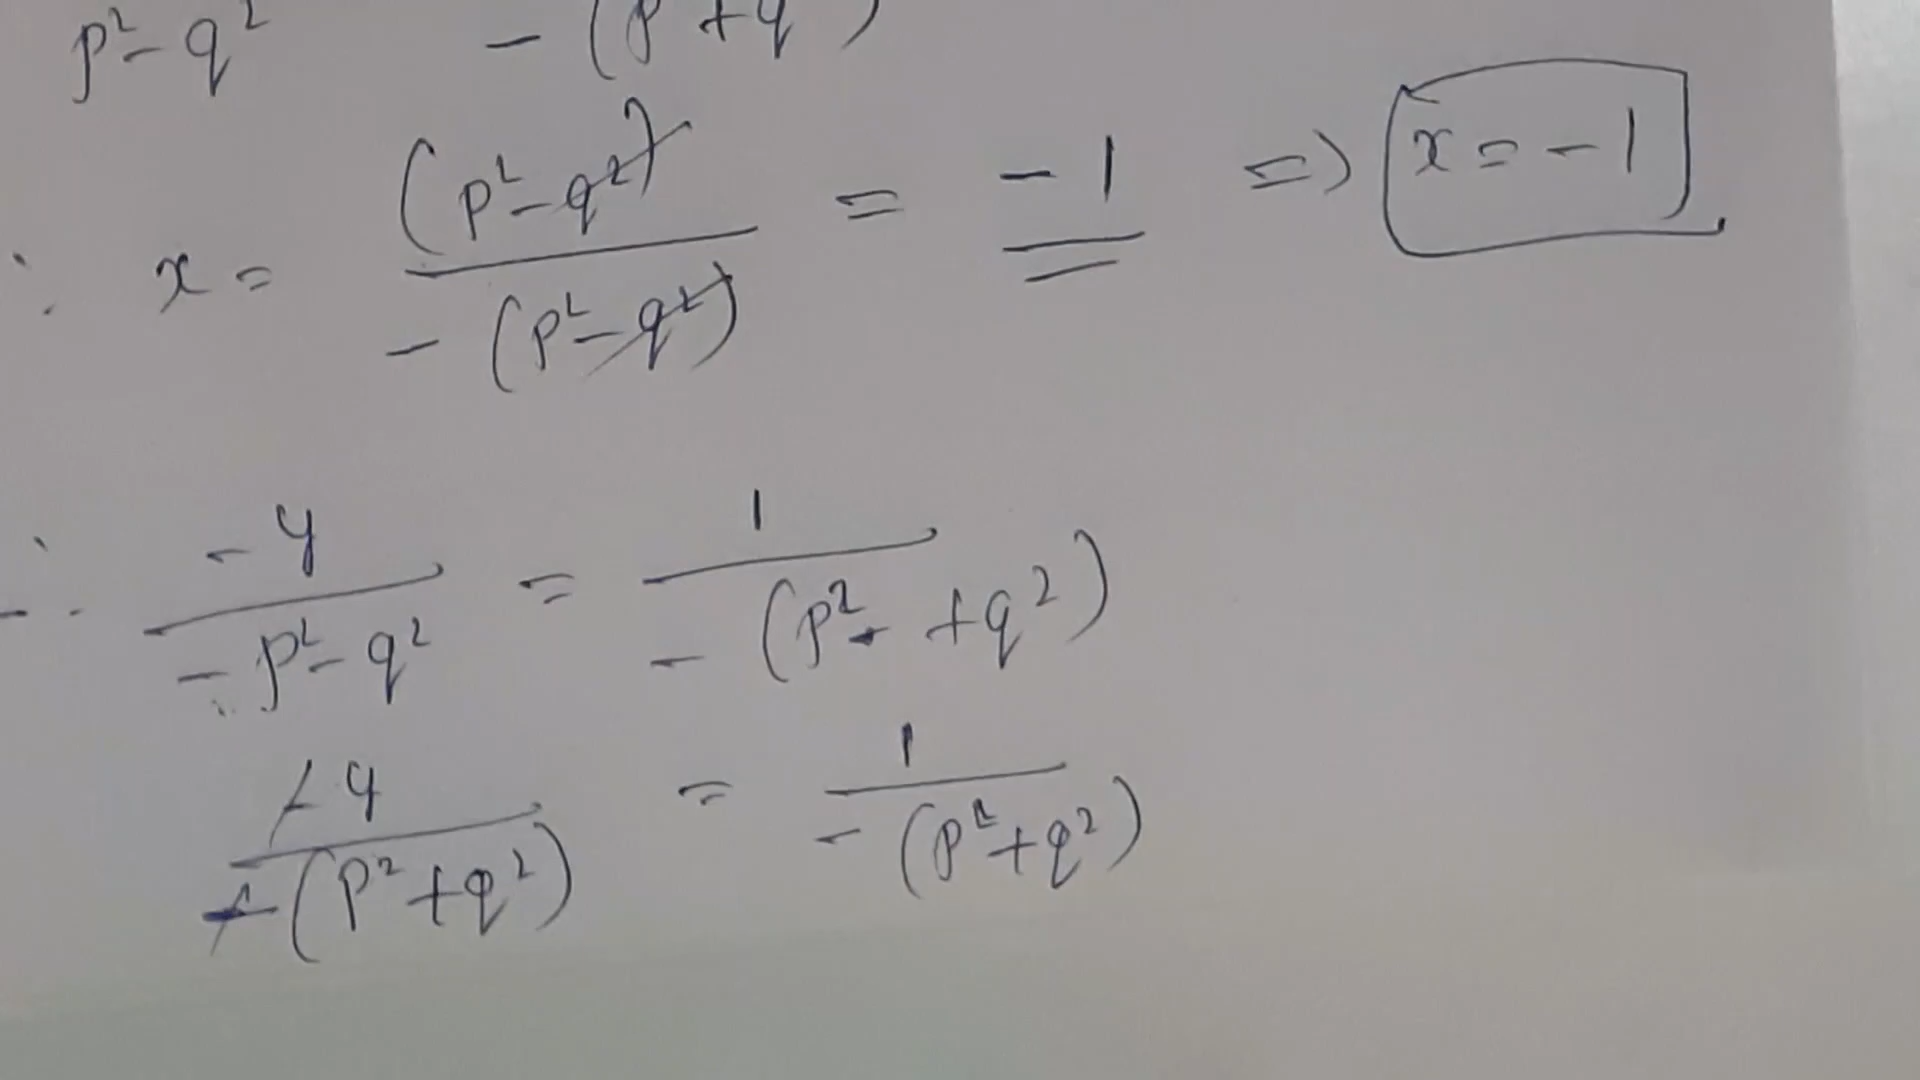 p²-q² -(p+q)
∴ x = (p²-q²) / -(p²-q²) = -1 ⇒ x = -1
∴ -y / -p²-q² = 1 / -(p²+q²)
-y / -(p²+q²) = 1 / -(p²+q²)